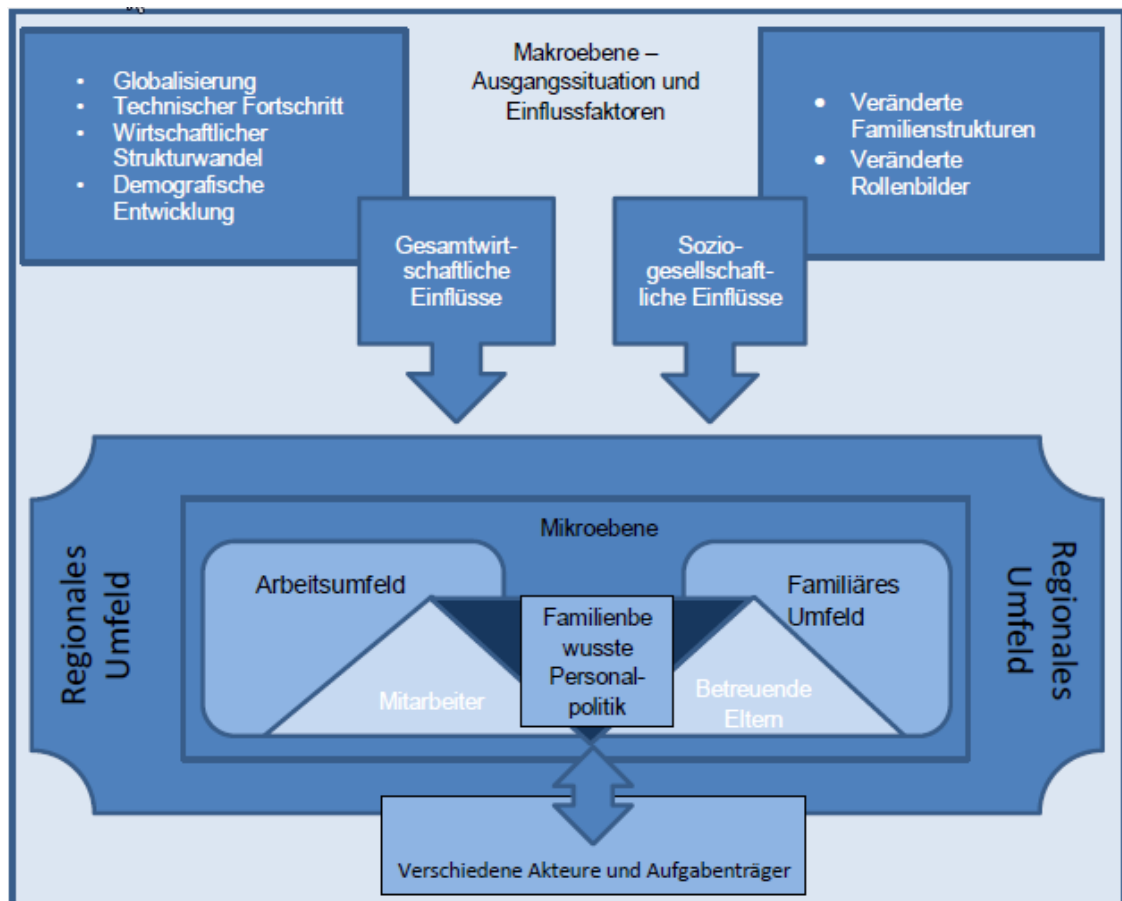 Makroebene –
Ausgangssituation und
Einflussfaktoren
• Globalisierung
• Technischer Fortschritt
• Wirtschaftlicher
Strukturwandel
• Demografische
Entwicklung
• Veränderte
Familienstrukturen
• Veränderte
Rollenbilder
Gesamtwirt-
schaftliche
Einflüsse
Sozio-
gesellschaft-
liche Einflüsse
Regionales
Umfeld
Mikroebene
Arbeitsumfeld
Familiäres
Umfeld
Familienbe
wusste
Personal-
politik
Mitarbeiter
Betreuende
Eltern
Regionales
Umfeld
Verschiedene Akteure und Aufgabenträger